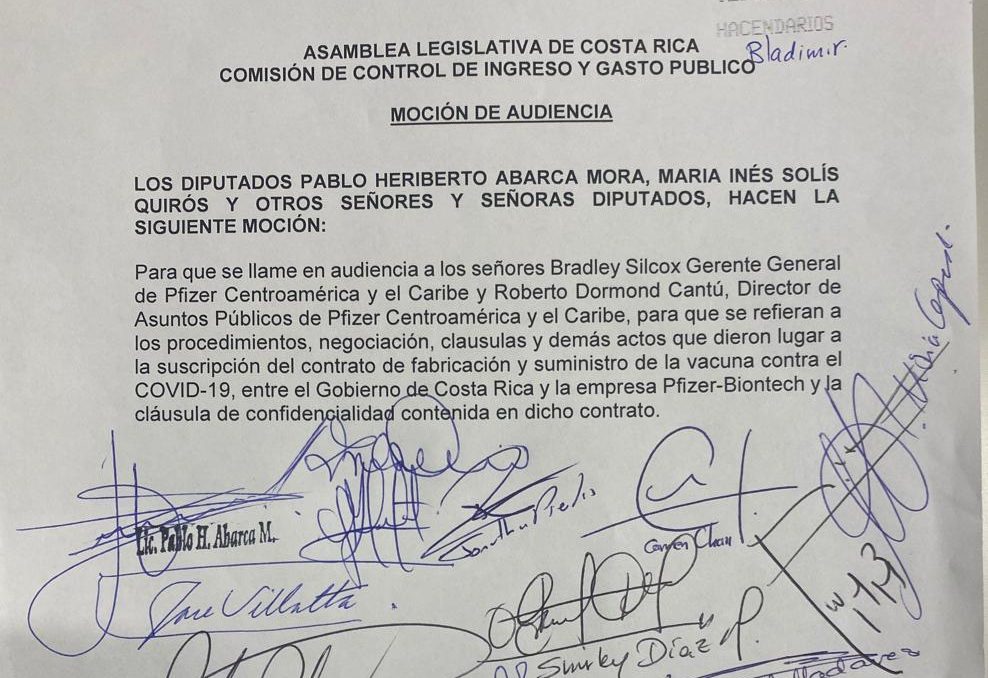 HACENDARIOS
Bladimir.
ASAMBLEA LEGISLATIVA DE COSTA RICA
COMISIÓN DE CONTROL DE INGRESO Y GASTO PUBLICO
MOCIÓN DE AUDIENCIA
LOS DIPUTADOS PABLO HERIBERTO ABARCA MORA, MARIA INÉS SOLÍS
QUIRÓS Y OTROS SEÑORES Y SEÑORAS DIPUTADOS, HACEN LA
SIGUIENTE MOCIÓN:
Para que se llame en audiencia a los señores Bradley Silcox Gerente General
de Pfizer Centroamérica y el Caribe y Roberto Dormond Cantú, Director de
Asuntos Públicos de Pfizer Centroamérica y el Caribe, para que se refieran a
los procedimientos, negociación, clausulas y demás actos que dieron lugar a
la suscripción del contrato de fabricación y suministro de la vacuna contra el
COVID-19, entre el Gobierno de Costa Rica y la empresa Pfizer-Biontech y la
cláusula de confidencialidad contenida en dicho contrato.
Lic. Pablo H. Abarca M.
Carmen Chan
Jose Villalta
Shirley Díaz